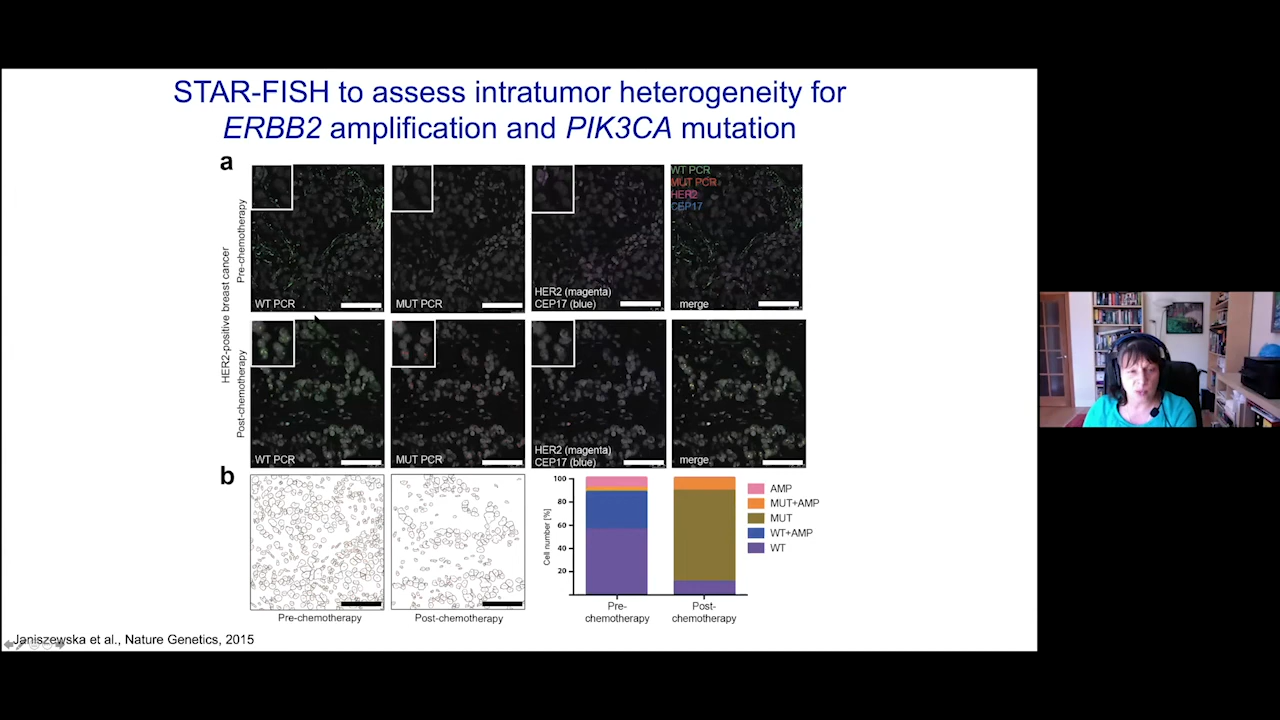 STAR-FISH to assess intratumor heterogeneity for
ERBB2 amplification and PIK3CA mutation
a
HER2-positive breast cancer
Pre-chemotherapy
WT PCR
MUT PCR
HER2 (magenta)
CEP17 (blue)
WT PCR
MUT PCR
HER2
CEP17
merge
Post-chemotherapy
WT PCR
MUT PCR
HER2 (magenta)
CEP17 (blue)
merge
b
Pre-chemotherapy
Post-chemotherapy
Cell number [%]
100
80
60
40
20
Pre-
chemotherapy
Post-
chemotherapy
AMP
MUT+AMP
MUT
WT+AMP
WT
Janiszewska et al., Nature Genetics, 2015